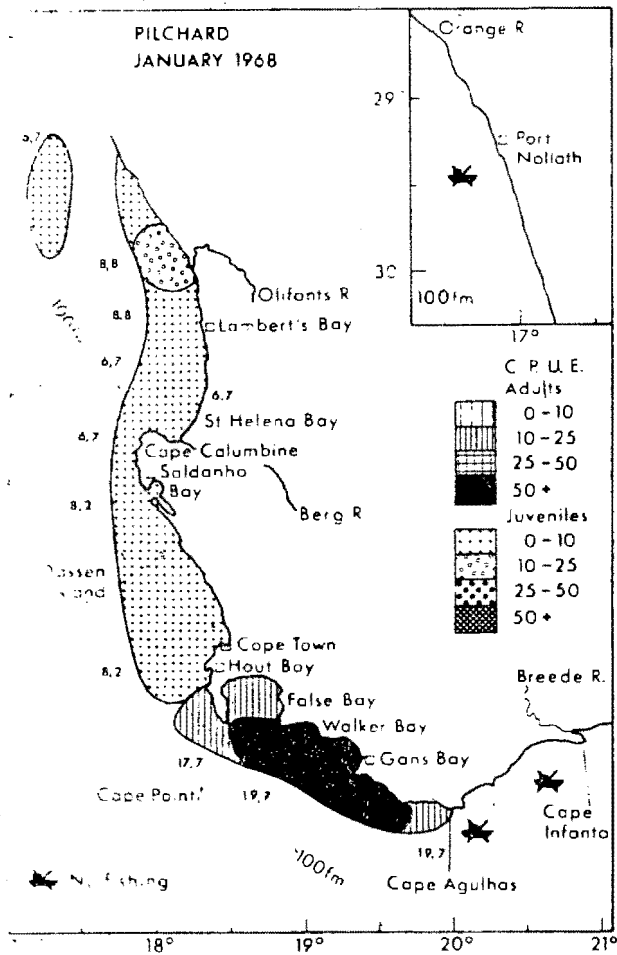 PILCHARD
JANUARY 1968
Orange R
29°
Port
Nolloth
30
100fm
17°
8,8
Olifants R
8,8
Lambert's Bay
6,7
6,7
St Helena Bay
6,7
Cape Calumbine
Saldanha
Bay
8,2
Berg R
Cape Town
8,2
Hout Bay
False Bay
Walker Bay
Gans Bay
17,7
Cape Point
19,7
19,7
100fm
Cape Agulhas
Breede R.
Cape
Infanta
C P. U. E.
Adults
0-10
10-25
25-50
50+
Juveniles
0-10
10-25
25-50
50+
fishing
18°
19°
20°
21°